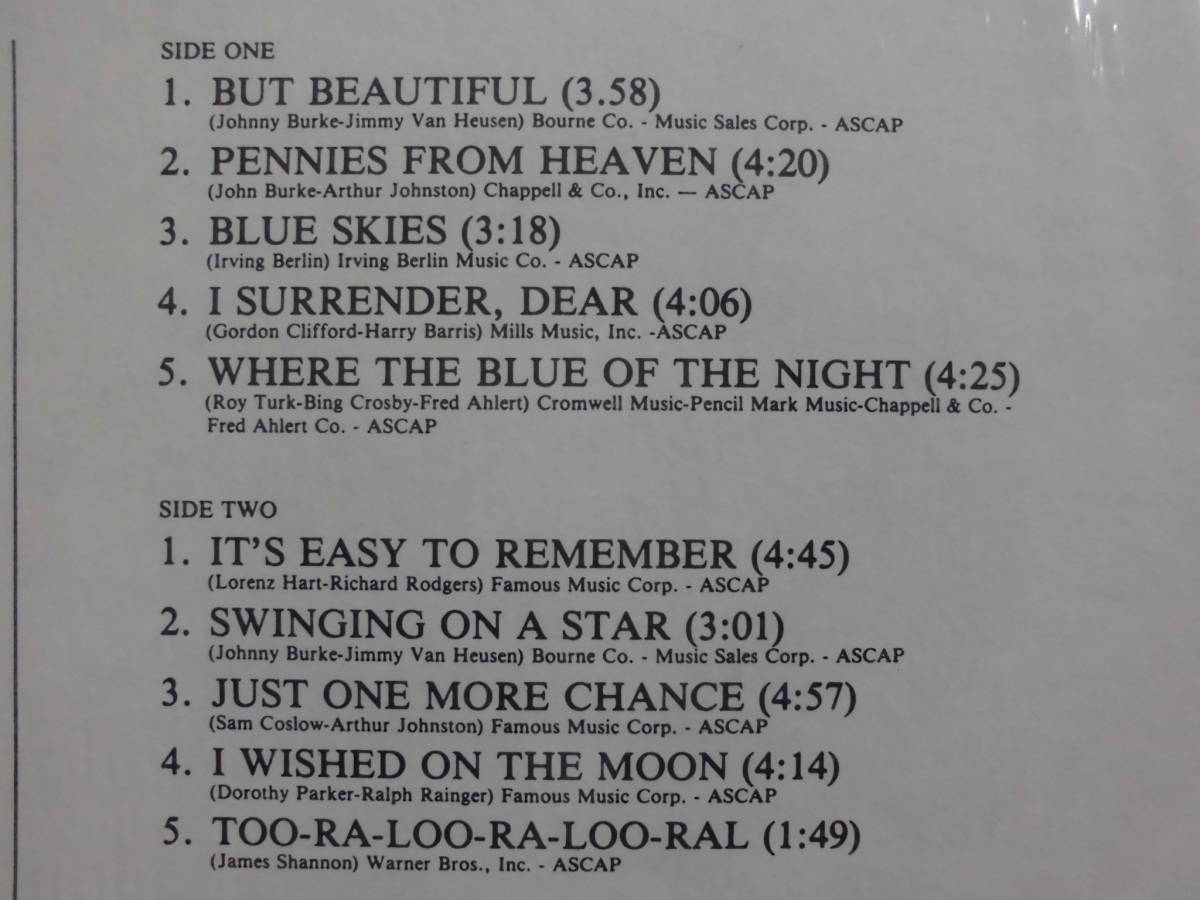 SIDE ONE
1. BUT BEAUTIFUL (3.58)
(Johnny Burke-Jimmy Van Heusen) Bourne Co. - Music Sales Corp. - ASCAP
2. PENNIES FROM HEAVEN (4:20)
(John Burke-Arthur Johnston) Chappell & Co., Inc. — ASCAP
3. BLUE SKIES (3:18)
(Irving Berlin) Irving Berlin Music Co. - ASCAP
4. I SURRENDER, DEAR (4:06)
(Gordon Clifford-Harry Barris) Mills Music, Inc. -ASCAP
5. WHERE THE BLUE OF THE NIGHT (4:25)
(Roy Turk-Bing Crosby-Fred Ahlert) Cromwell Music-Pencil Mark Music-Chappell & Co. -
Fred Ahlert Co. - ASCAP
SIDE TWO
1. IT'S EASY TO REMEMBER (4:45)
(Lorenz Hart-Richard Rodgers) Famous Music Corp. - ASCAP
2. SWINGING ON A STAR (3:01)
(Johnny Burke-Jimmy Van Heusen) Bourne Co. - Music Sales Corp. - ASCAP
3. JUST ONE MORE CHANCE (4:57)
(Sam Coslow-Arthur Johnston) Famous Music Corp. - ASCAP
4. I WISHED ON THE MOON (4:14)
(Dorothy Parker-Ralph Rainger) Famous Music Corp. - ASCAP
5. TOO-RA-LOO-RA-LOO-RAL (1:49)
(James Shannon) Warner Bros., Inc. - ASCAP